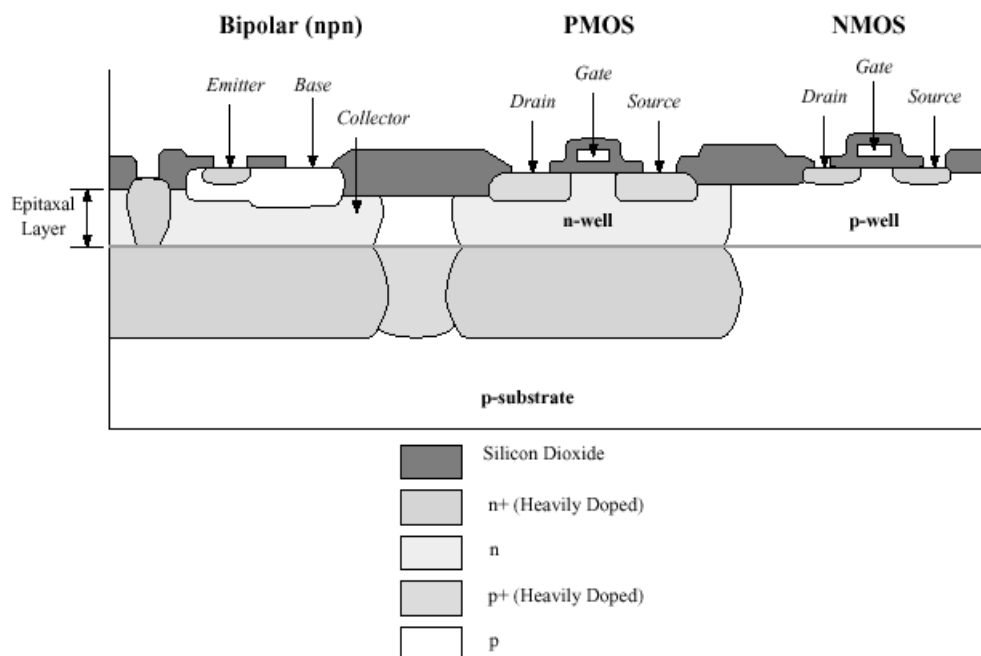 Bipolar (npn)
PMOS
NMOS
Emitter
Base
Collector
Drain
Gate
Source
Drain
Gate
Source
Epitaxal
Layer
n-well
p-well
p-substrate
Silicon Dioxide
n+ (Heavily Doped)
n
p+ (Heavily Doped)
p